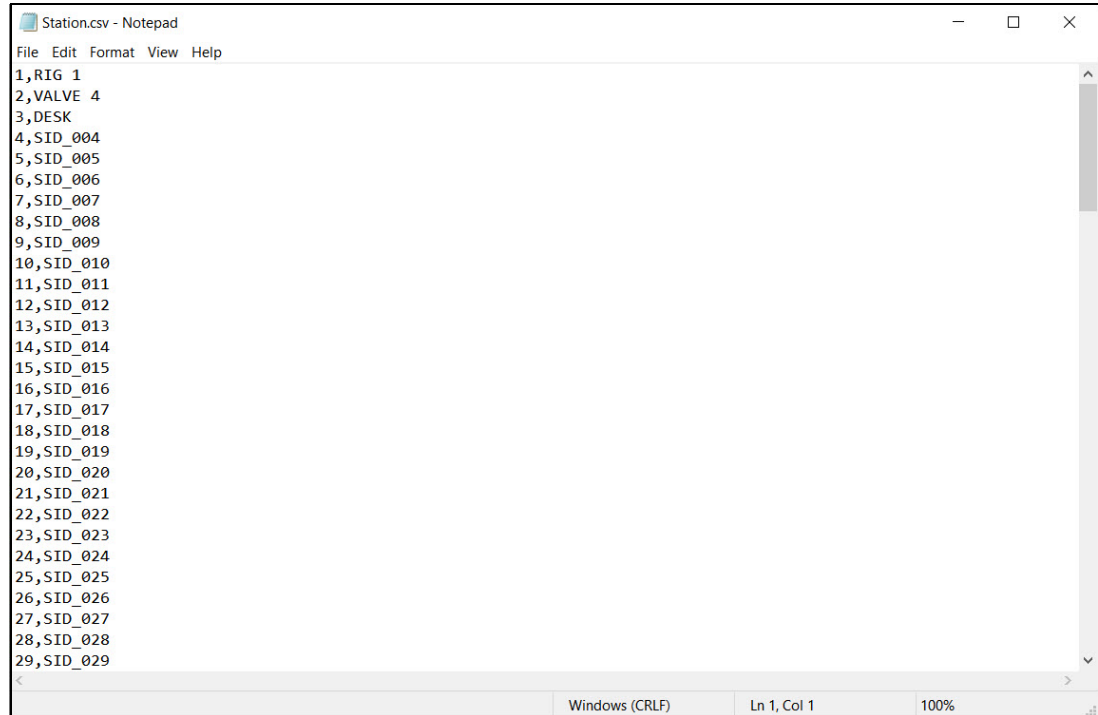 Station.csv - Notepad
File Edit Format View Help
1,RIG 1
2,VALVE 4
3,DESK
4,SID_004
5,SID_005
6,SID_006
7,SID_007
8,SID_008
9,SID_009
10,SID_010
11,SID_011
12,SID_012
13,SID_013
14,SID_014
15,SID_015
16,SID_016
17,SID_017
18,SID_018
19,SID_019
20,SID_020
21,SID_021
22,SID_022
23,SID_023
24,SID_024
25,SID_025
26,SID_026
27,SID_027
28,SID_028
29,SID_029
Windows (CRLF) Ln 1, Col 1 100%